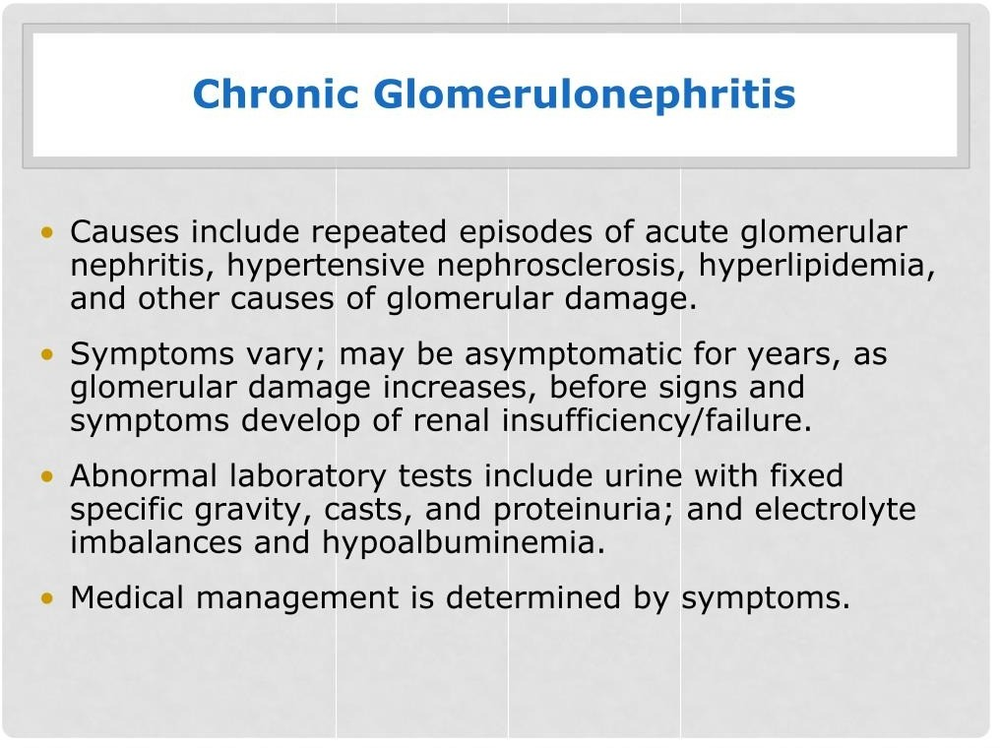 Chronic Glomerulonephritis
• Causes include repeated episodes of acute glomerular
nephritis, hypertensive nephrosclerosis, hyperlipidemia,
and other causes of glomerular damage.
• Symptoms vary; may be asymptomatic for years, as
glomerular damage increases, before signs and
symptoms develop of renal insufficiency/failure.
• Abnormal laboratory tests include urine with fixed
specific gravity, casts, and proteinuria; and electrolyte
imbalances and hypoalbuminemia.
• Medical management is determined by symptoms.